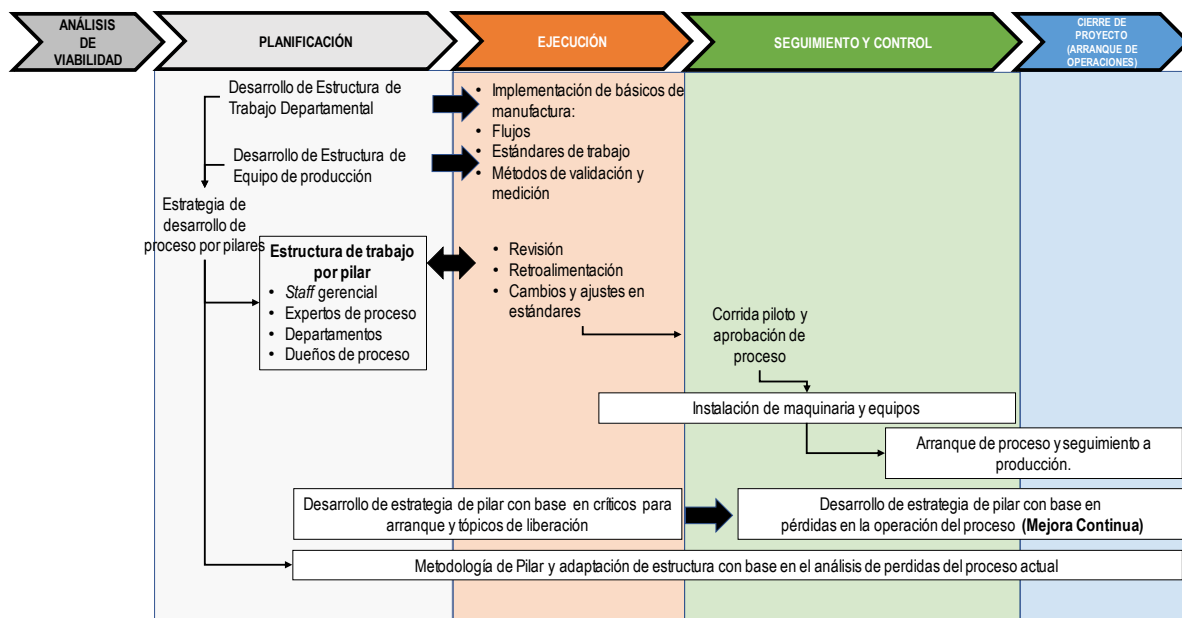 ANÁLISIS
DE
VIABILIDAD
PLANIFICACIÓN
EJECUCIÓN
SEGUIMIENTO Y CONTROL
CIERRE DE
PROYECTO
(ARRANQUE DE
OPERACIONES)
Desarrollo de Estructura de
Trabajo Departamental
Desarrollo de Estructura de
Equipo de producción
Estrategia de
desarrollo de
proceso por pilares
Estructura de trabajo
por pilar
• Staff gerencial
• Expertos de proceso
• Departamentos
• Dueños de proceso
• Implementación de básicos de
manufactura:
• Flujos
• Estándares de trabajo
• Métodos de validación y
medición
• Revisión
• Retroalimentación
• Cambios y ajustes en
estándares
Corrida piloto y
aprobación de
proceso
Instalación de maquinaria y equipos
Arranque de proceso y seguimiento a
producción.
Desarrollo de estrategia de pilar con base en críticos para
arranque y tópicos de liberación
Desarrollo de estrategia de pilar con base en
pérdidas en la operación del proceso (Mejora Continua)
Metodología de Pilar y adaptación de estructura con base en el análisis de perdidas del proceso actual